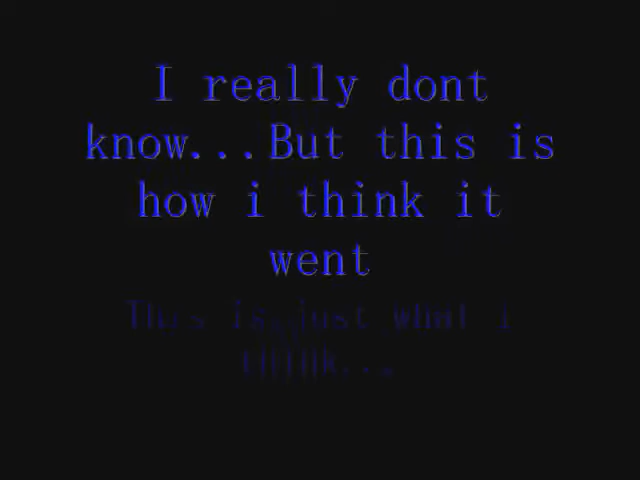 I really dont
know...But this is
how i think it
went
This is just what i
think...